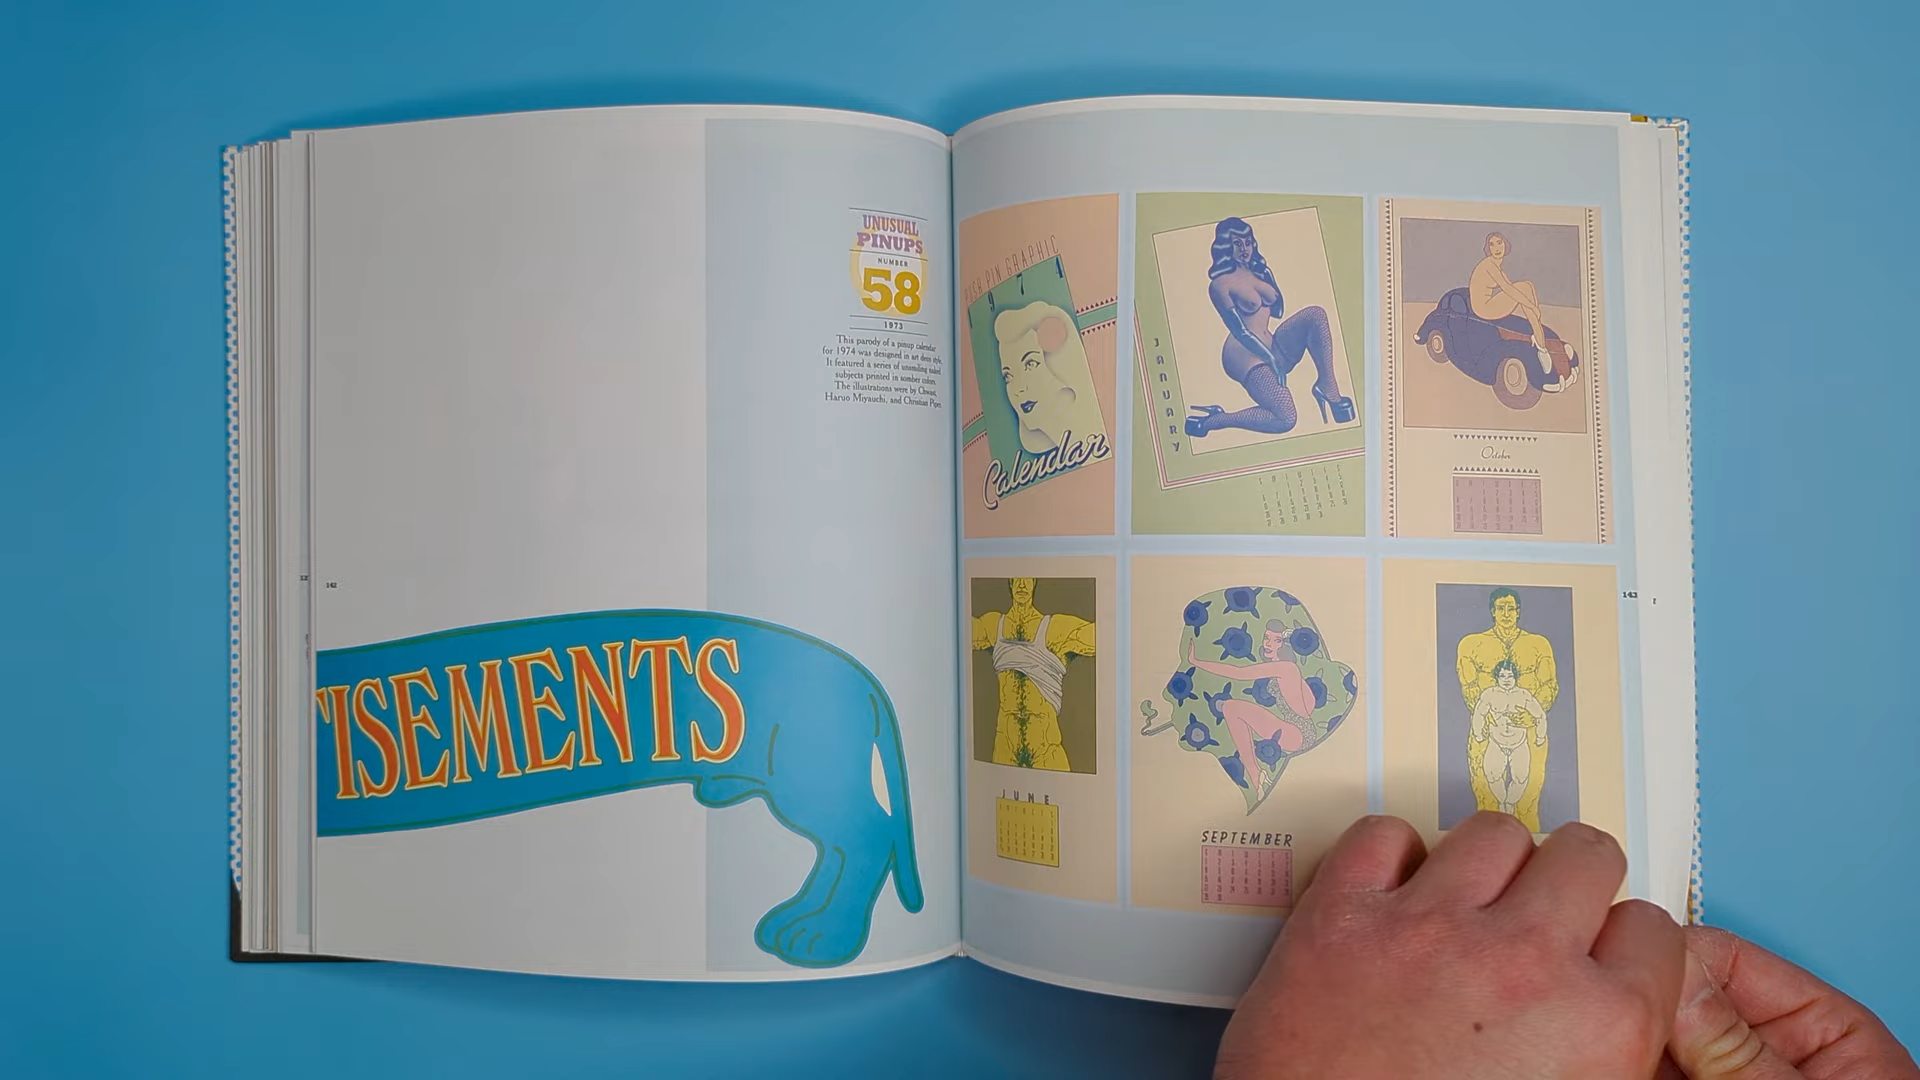 UNUSUAL
PINUPS
NUMBER
58
1973
This parody of a pinup calendar
for 1974 was designed in art deco style.
It featured a series of unsmiling naked
subjects printed in somber colors.
The illustrations were by Chwast,
Haruo Miyauchi, and Christian Piper.
142
TISEMENTS
PUSH PIN GRAPHIC
1974
Calendar
JANUARY
October
JUNE
SEPTEMBER
143